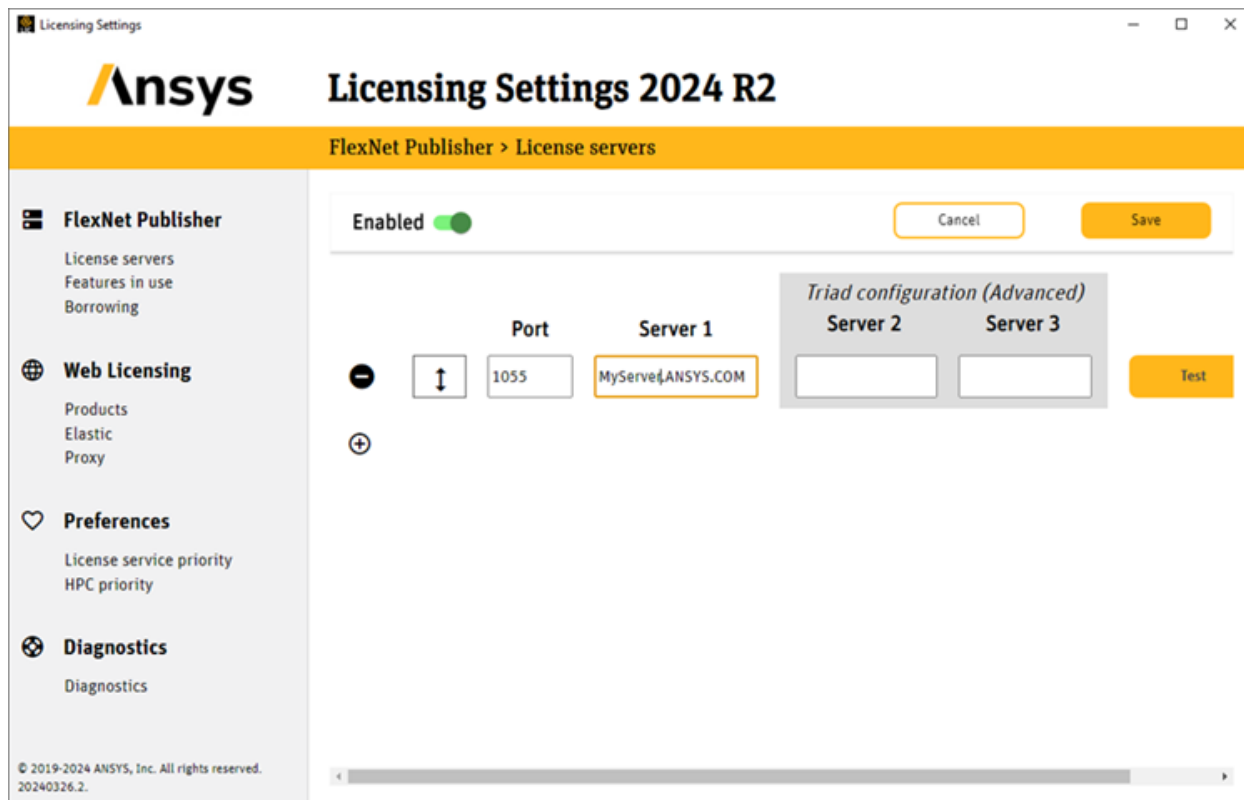 Licensing Settings
Ansys
Licensing Settings 2024 R2
FlexNet Publisher > License servers
FlexNet Publisher
License servers
Features in use
Borrowing
Web Licensing
Products
Elastic
Proxy
Preferences
License service priority
HPC priority
Diagnostics
Diagnostics
© 2019-2024 ANSYS, Inc. All rights reserved.
20240326.2.
Enabled
Cancel
Save
Triad configuration (Advanced)
Port
Server 1
Server 2
Server 3
1055
MyServer.ANSYS.COM
Test